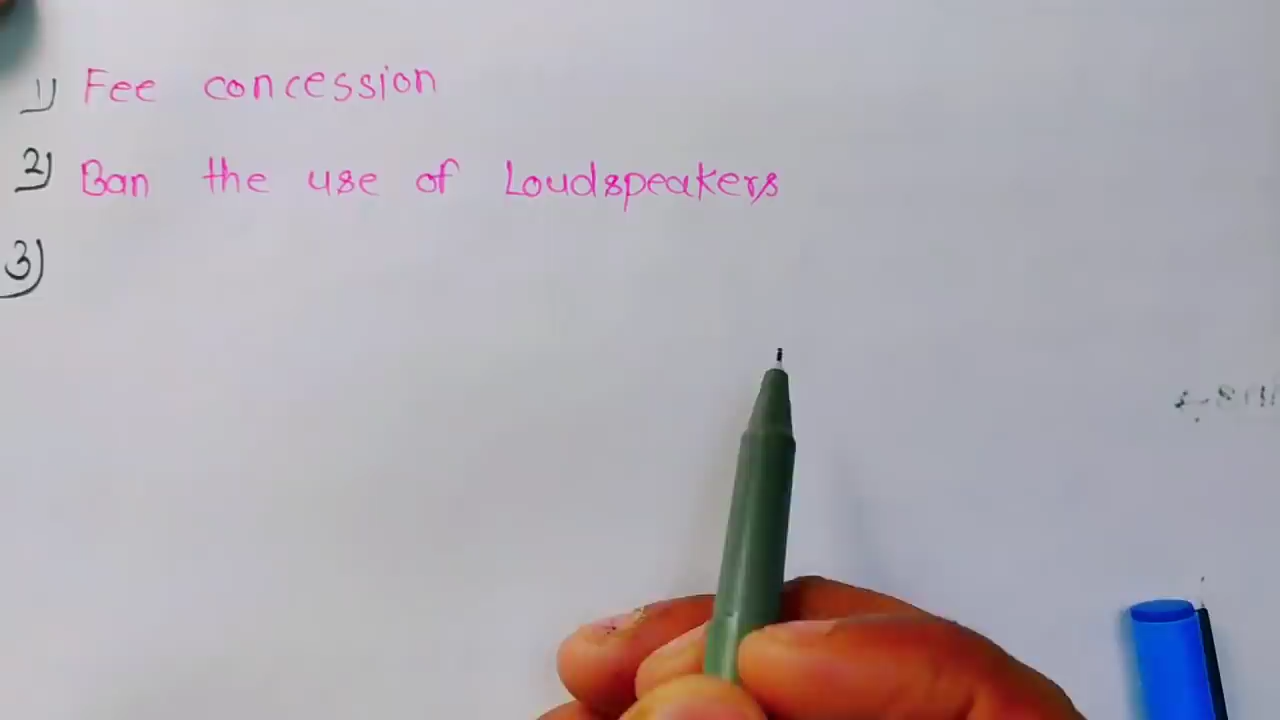 1) Fee concession
2) Ban the use of Loudspeakers
3)